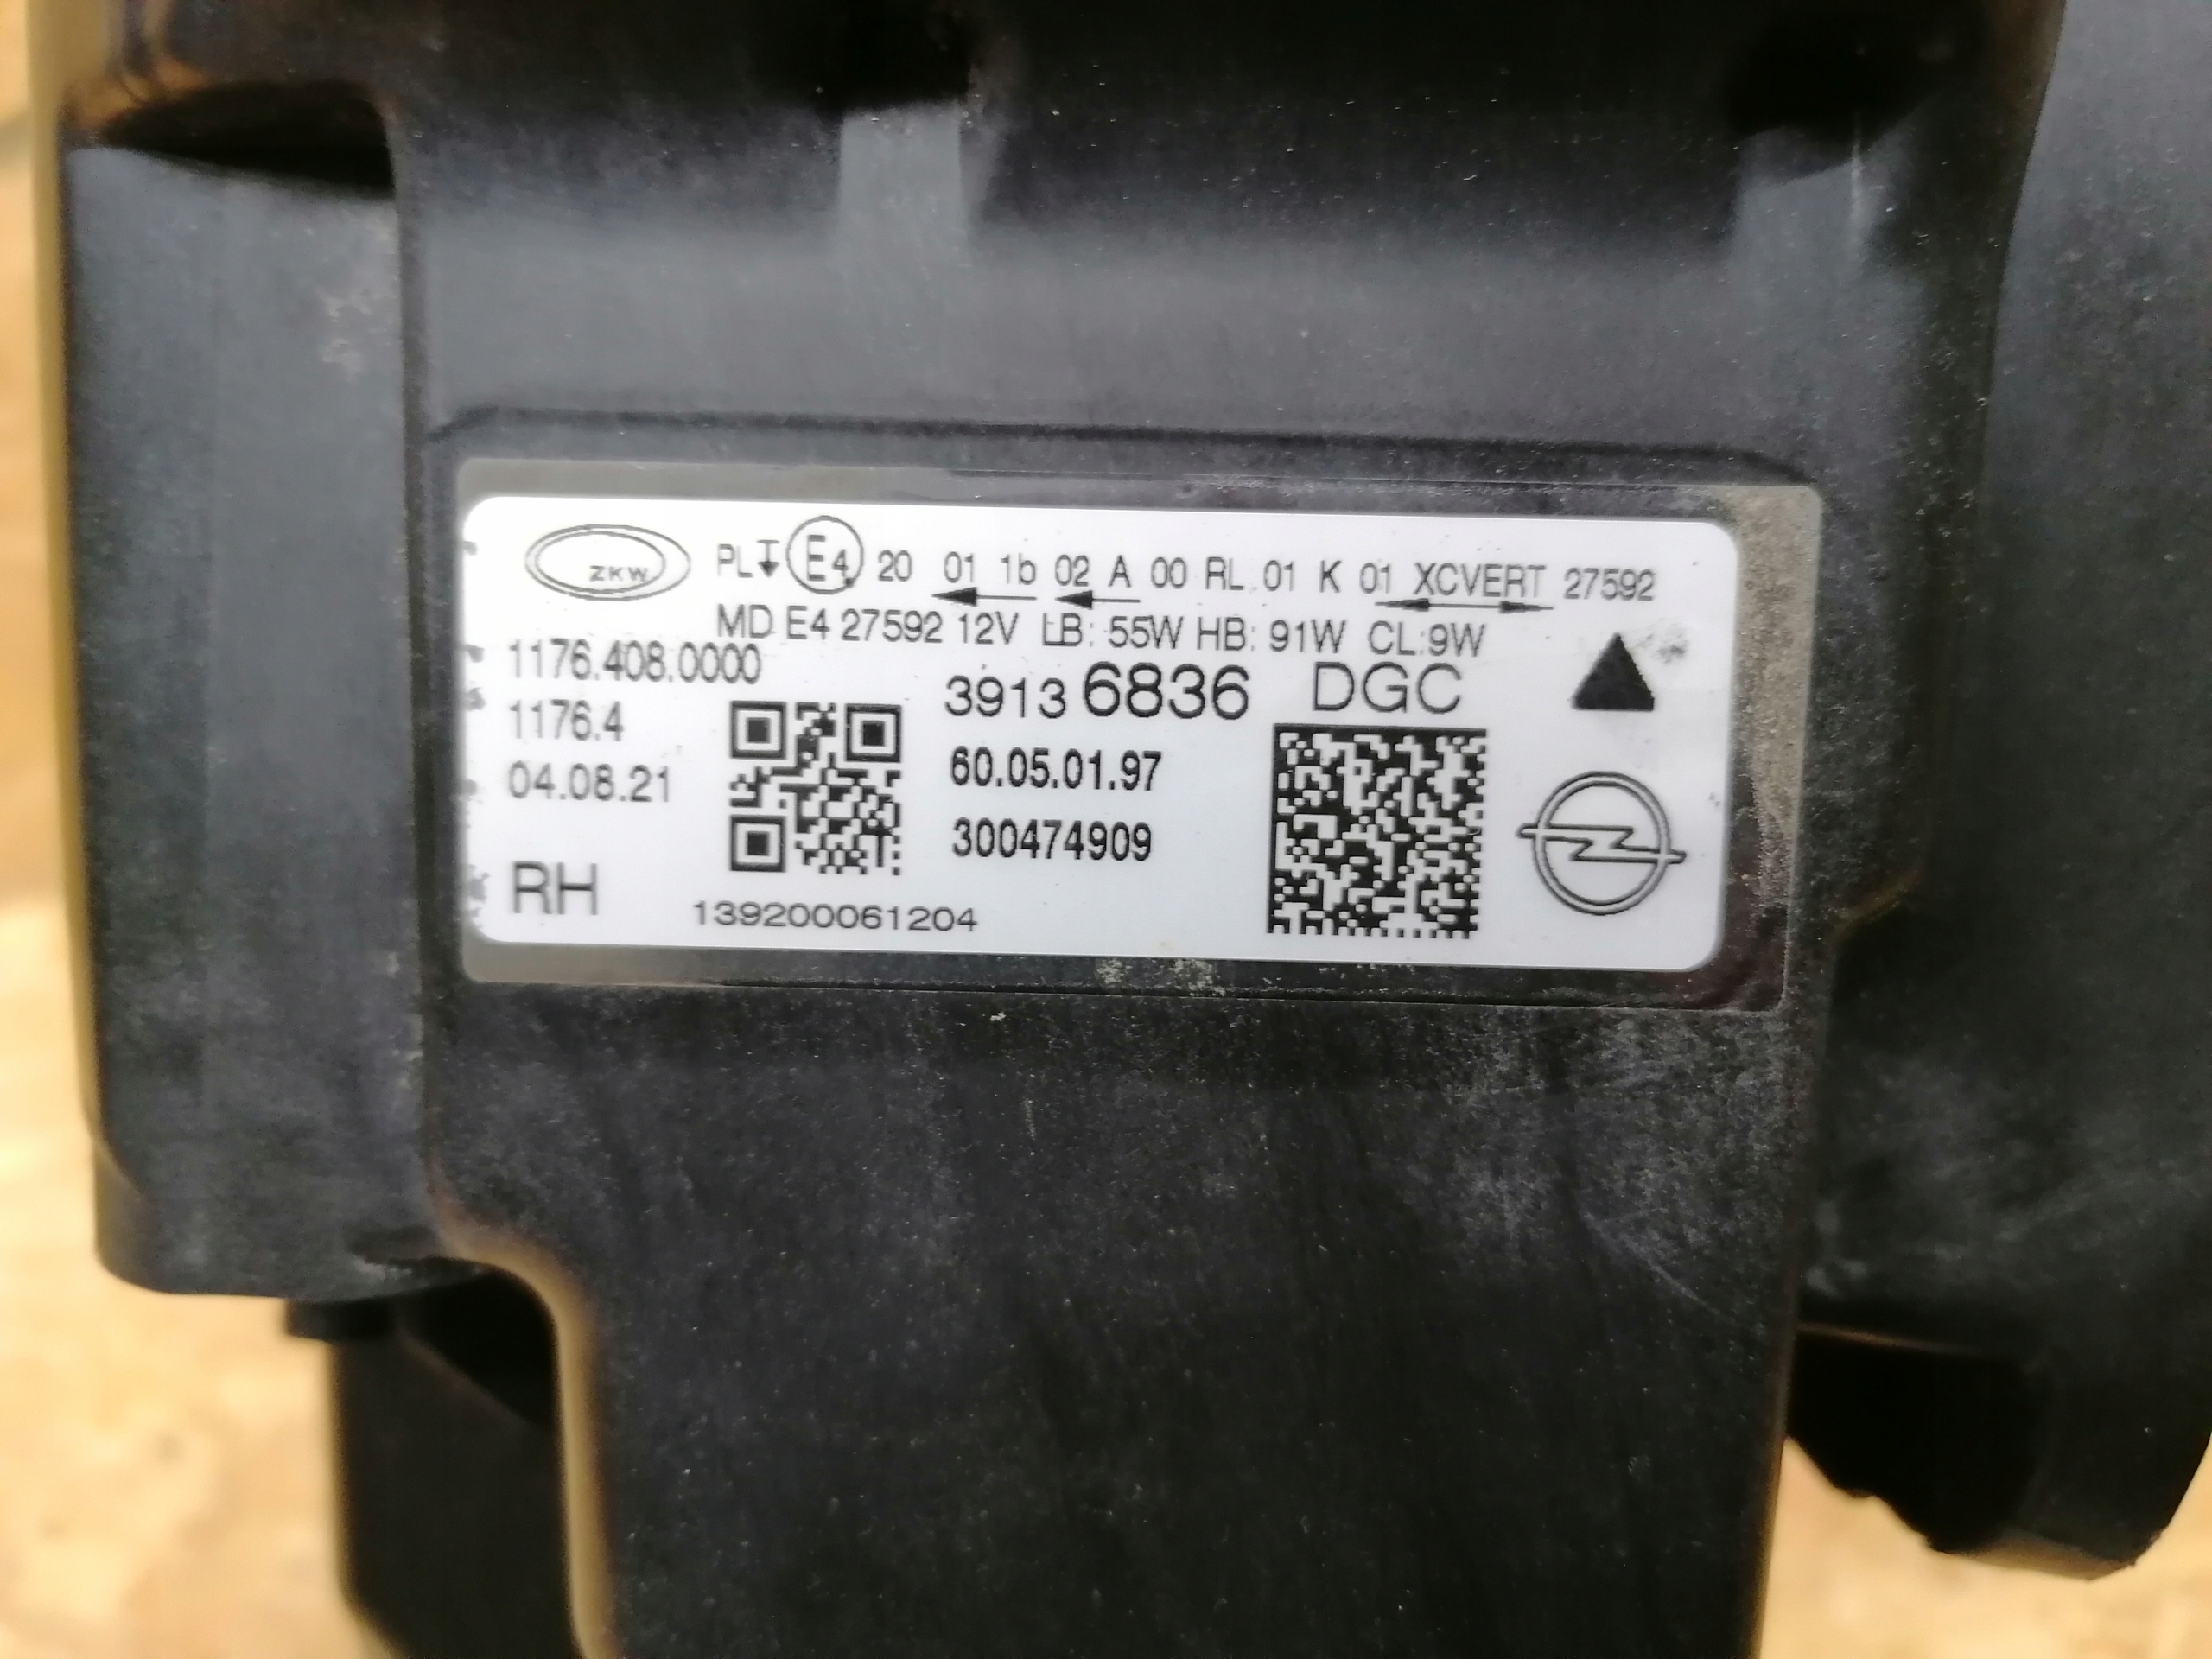 ZKW
PL E4 20 01 1b 02 A 00 RL 01 K 01 XCVERT 27592
MD E4 27592 12V LB: 55W HB: 91W CL:9W
1176.408.0000
39136836 DGC
1176.4
60.05.01.97
04.08.21
300474909
RH
139200061204